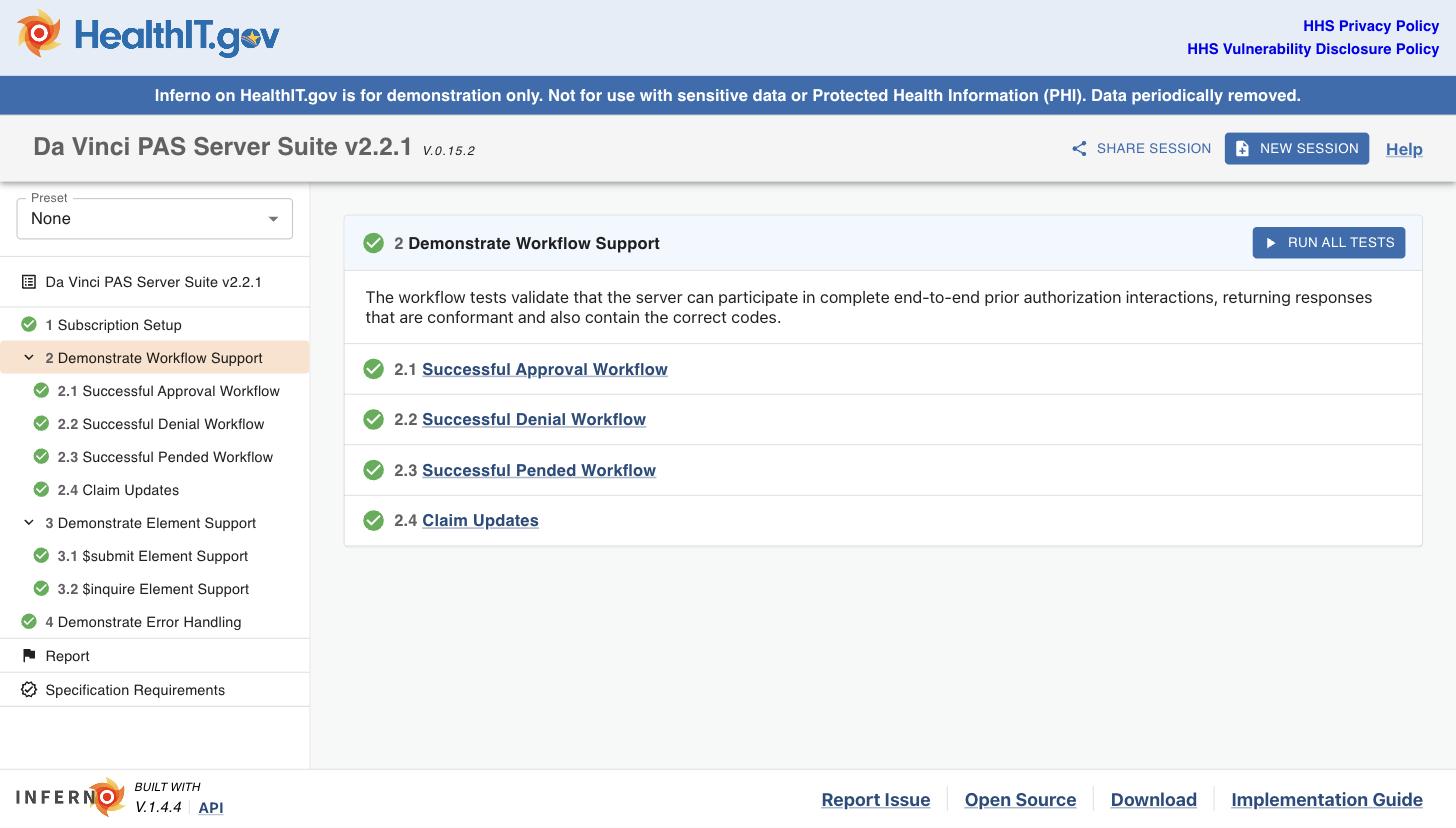 HealthIT.gov
HHS Privacy Policy
HHS Vulnerability Disclosure Policy
Inferno on HealthIT.gov is for demonstration only. Not for use with sensitive data or Protected Health Information (PHI). Data periodically removed.
Da Vinci PAS Server Suite v2.2.1 V.0.15.2
SHARE SESSION
NEW SESSION
Help
Preset
None
Da Vinci PAS Server Suite v2.2.1
1 Subscription Setup
2 Demonstrate Workflow Support
2.1 Successful Approval Workflow
2.2 Successful Denial Workflow
2.3 Successful Pended Workflow
2.4 Claim Updates
3 Demonstrate Element Support
3.1 $submit Element Support
3.2 $inquire Element Support
4 Demonstrate Error Handling
Report
Specification Requirements
2 Demonstrate Workflow Support
RUN ALL TESTS
The workflow tests validate that the server can participate in complete end-to-end prior authorization interactions, returning responses
that are conformant and also contain the correct codes.
2.1 Successful Approval Workflow
2.2 Successful Denial Workflow
2.3 Successful Pended Workflow
2.4 Claim Updates
INFERNO
BUILT WITH
V.1.4.4
API
Report Issue
Open Source
Download
Implementation Guide